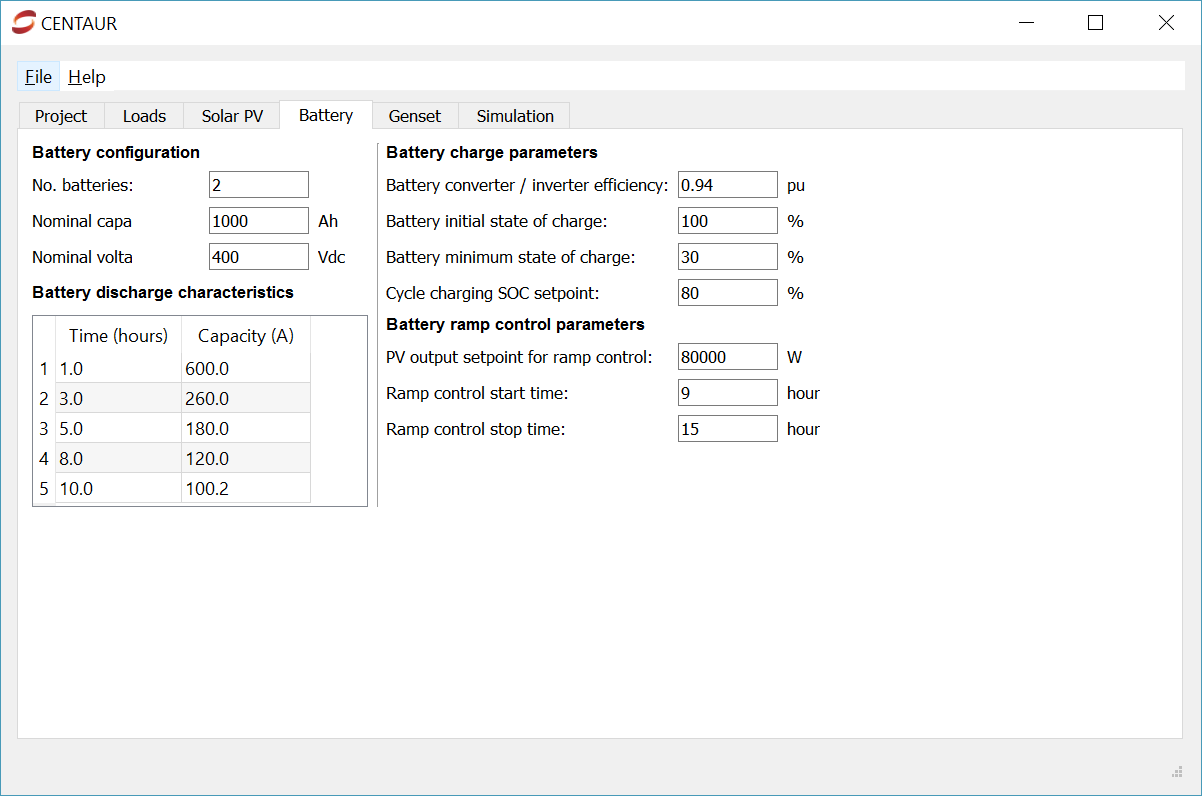 CENTAUR
File Help
Project Loads Solar PV Battery Genset Simulation
Battery configuration
No. batteries: 2
Nominal capa 1000 Ah
Nominal volta 400 Vdc
Battery discharge characteristics
Time (hours) Capacity (A)
1 1.0 600.0
2 3.0 260.0
3 5.0 180.0
4 8.0 120.0
5 10.0 100.2
Battery charge parameters
Battery converter / inverter efficiency: 0.94 pu
Battery initial state of charge: 100 %
Battery minimum state of charge: 30 %
Cycle charging SOC setpoint: 80 %
Battery ramp control parameters
PV output setpoint for ramp control: 80000 W
Ramp control start time: 9 hour
Ramp control stop time: 15 hour